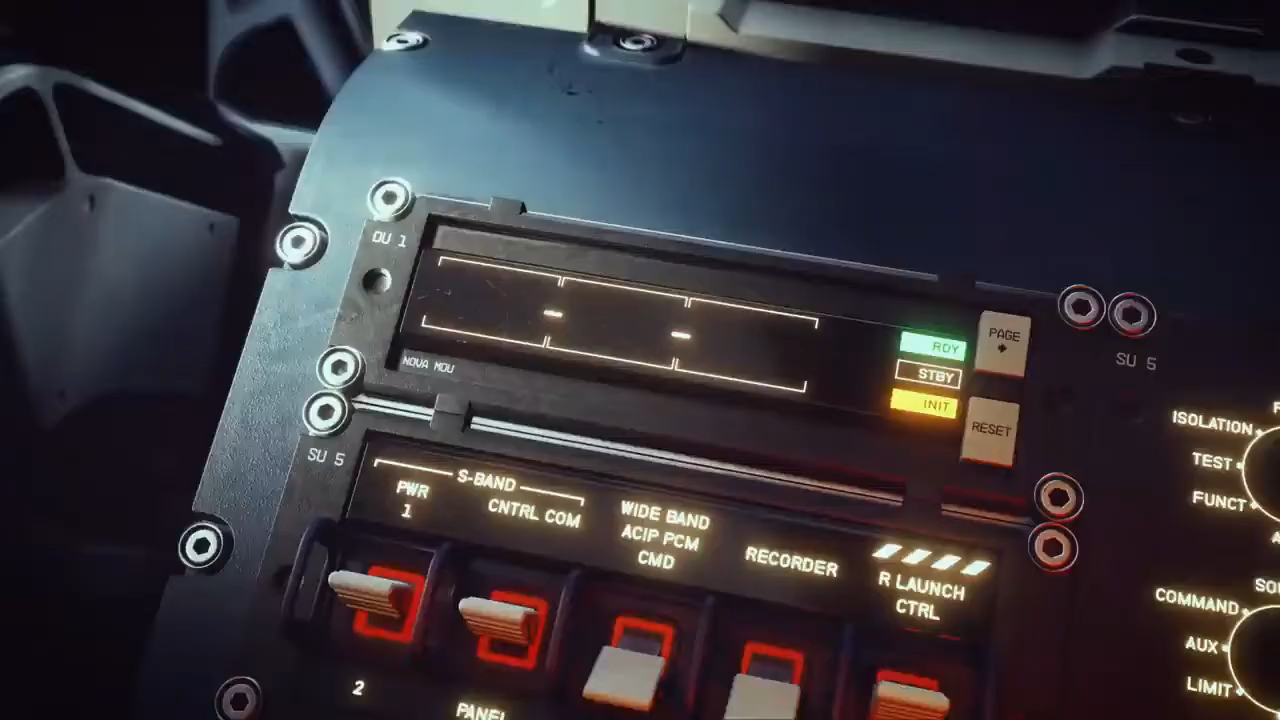 DU 1
PAGE
RDY
STBY
INIT
RESET
NOVA MDU
SU 5
SU 5
ISOLATION
TEST
FUNCT
S-BAND
PWR
1
CNTRL COM
WIDE BAND
ACIP PCM
CMD
RECORDER
R LAUNCH
CTRL
COMMAND
AUX
LIMIT
2
PANEL